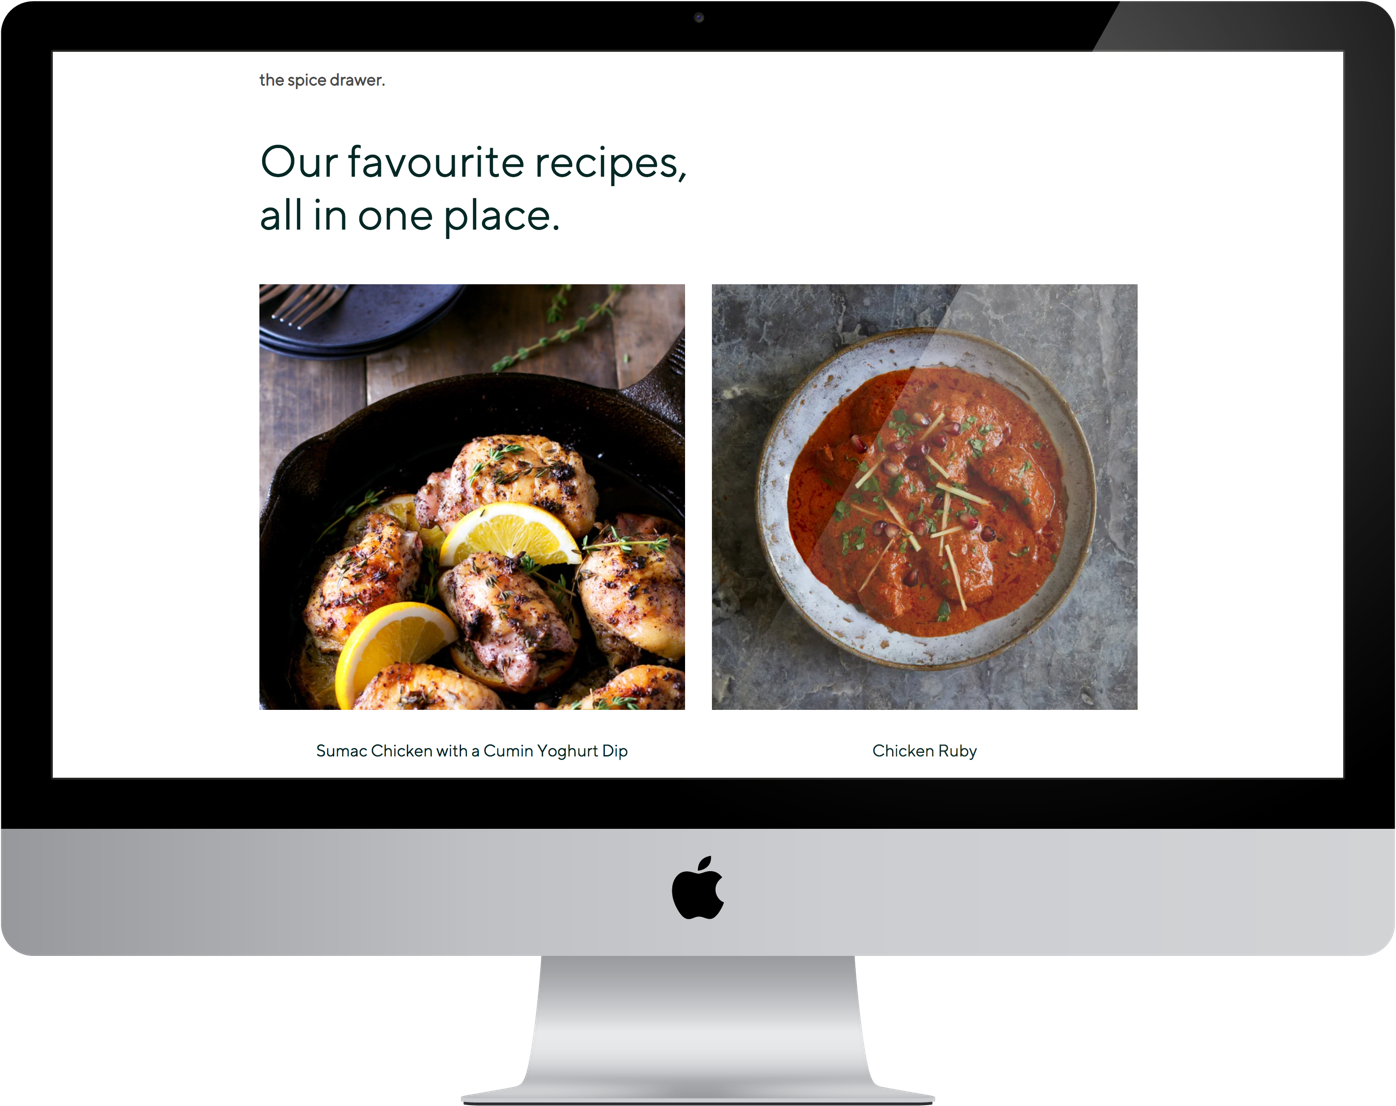 the spice drawer.
Our favourite recipes,
all in one place.
Sumac Chicken with a Cumin Yoghurt Dip
Chicken Ruby